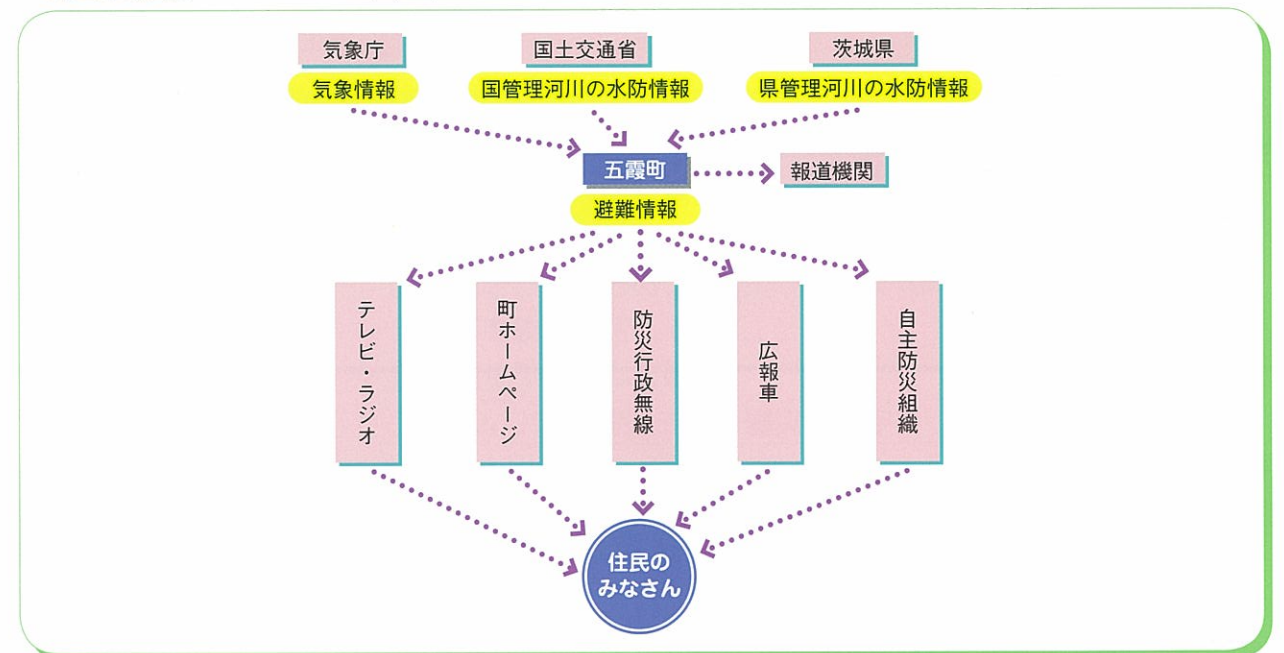 気象庁
国土交通省
茨城県
気象情報
国管理河川の水防情報
県管理河川の水防情報
五霞町
報道機関
避難情報
テレビ・ラジオ
町ホームページ
防災行政無線
広報車
自主防災組織
住民の
みなさん